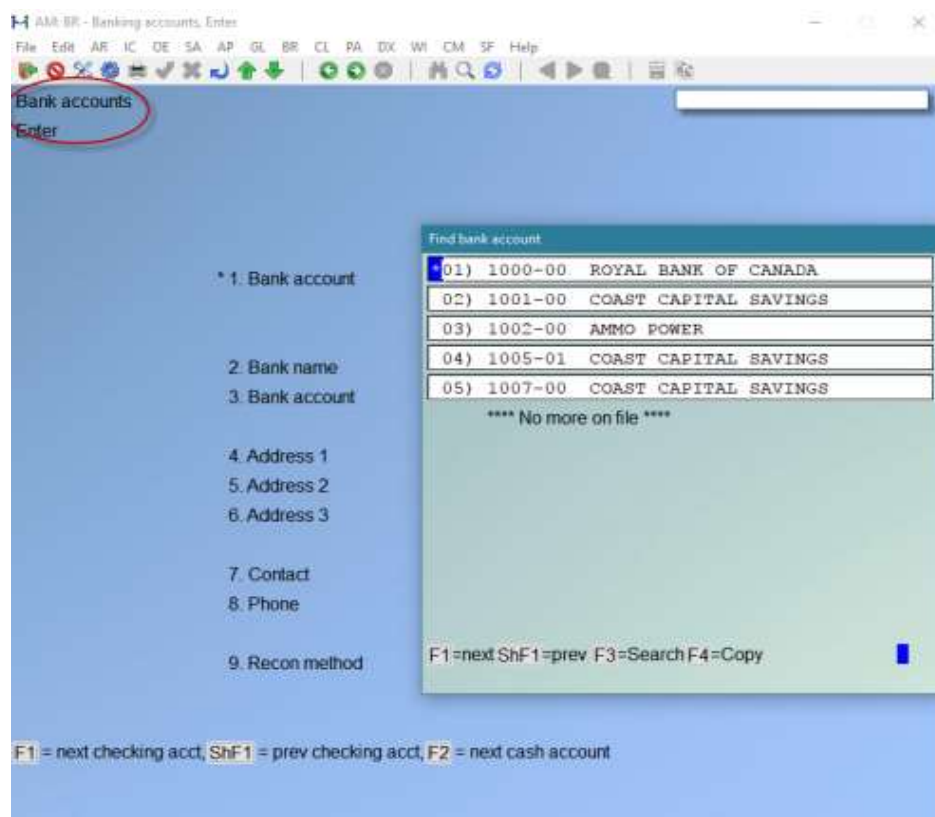 AMt BR - Banking accounts, Enter
File Edit AR IC OE SA AP GL BR CL PA DX WI CM SF Help
Bank accounts
Enter
Find bank account
*01) 1000-00 ROYAL BANK OF CANADA
02) 1001-00 COAST CAPITAL SAVINGS
03) 1002-00 AMMO POWER
04) 1005-01 COAST CAPITAL SAVINGS
05) 1007-00 COAST CAPITAL SAVINGS
**** No more on file ****
F1=next ShF1=prev F3=Search F4=Copy
* 1. Bank account
2. Bank name
3. Bank account
4. Address 1
5. Address 2
6. Address 3
7. Contact
8. Phone
9. Recon method
F1 = next checking acct, ShF1 = prev checking acct, F2 = next cash account